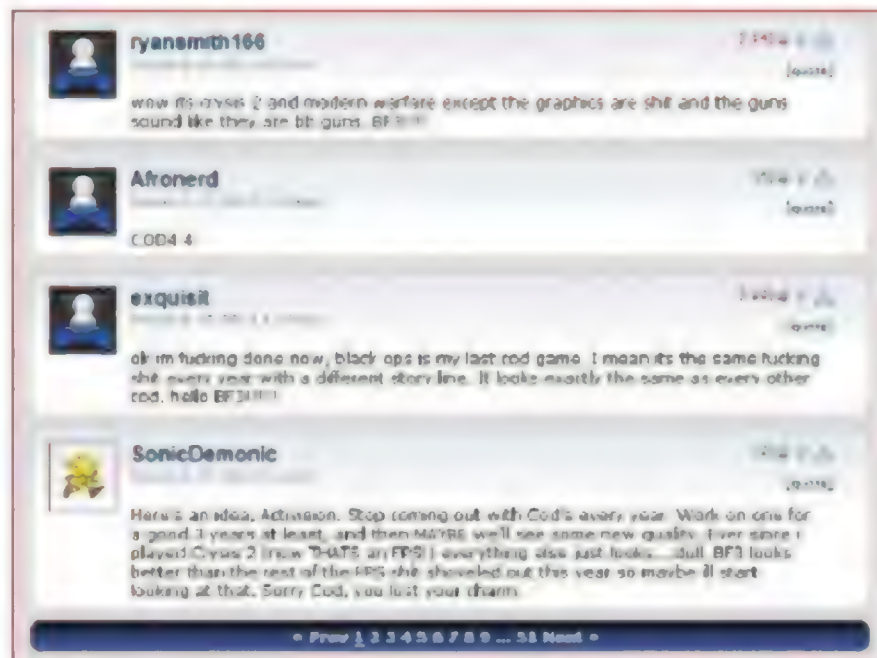 ryansmith166
[quote]
wow its crysis 2 and modern warfare except the graphics are shit and the guns
sound like they are bb guns. BF3!!!
Afronerd
[quote]
COD4.4
exquisit
[quote]
ok im fucking done now, black ops is my last cod game. I mean its the same fucking
shit every year with a different story line. It looks exactly the same as every other
cod. hello BF3!!!!!
SonicDemonic
[quote]
Here's an idea, Activision. Stop coming out with Cod's every year. Work on one for
a good 3 years at least, and then MAYBE we'll see some new quality. Ever since i
played Crysis 2 (now THATS an FPS) everything else just looks....dull. BF3 looks
better than the rest of the FPS shit shoveled out this year so maybe ill start
looking at that. Sorry Cod, you lost your charm.
« Prev 1 2 3 4 5 6 7 8 9 ... 51 Next »